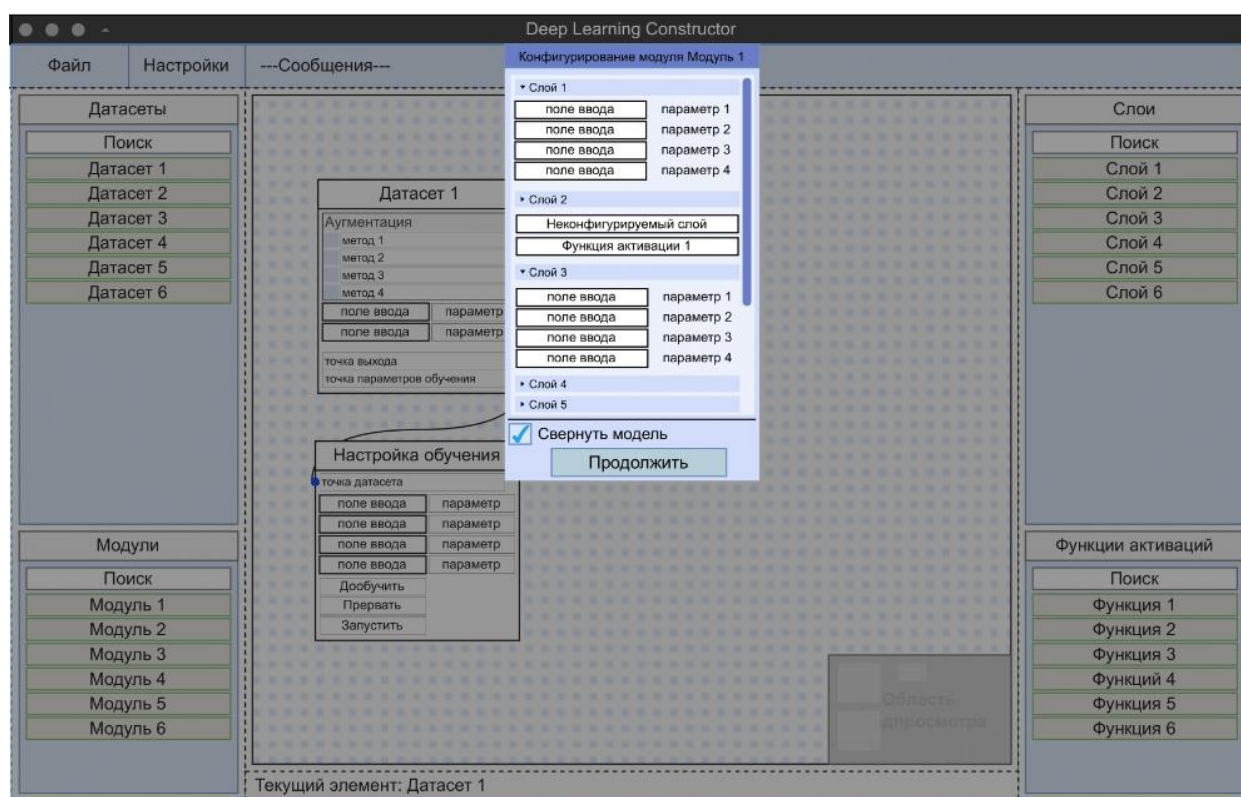 Deep Learning Constructor
Файл
Настройки
---Сообщения---
Датасеты
Поиск
Датасет 1
Датасет 2
Датасет 3
Датасет 4
Датасет 5
Датасет 6
Модули
Поиск
Модуль 1
Модуль 2
Модуль 3
Модуль 4
Модуль 5
Модуль 6
Датасет 1
Аугментация
метод 1
метод 2
метод 3
метод 4
поле ввода параметр
поле ввода параметр
точка выхода
точка параметров обучения
Настройка обучения
точка датасета
поле ввода параметр
поле ввода параметр
поле ввода параметр
поле ввода параметр
Дообучить
Прервать
Запустить
Конфигурирование модуля Модуль 1
Слой 1
поле ввода параметр 1
поле ввода параметр 2
поле ввода параметр 3
поле ввода параметр 4
Слой 2
Неконфигурируемый слой
Функция активации 1
Слой 3
поле ввода параметр 1
поле ввода параметр 2
поле ввода параметр 3
поле ввода параметр 4
Слой 4
Слой 5
Свернуть модель
Продолжить
Область
дпросмотра
Слои
Поиск
Слой 1
Слой 2
Слой 3
Слой 4
Слой 5
Слой 6
Функции активаций
Поиск
Функция 1
Функция 2
Функция 3
Функций 4
Функция 5
Функция 6
Текущий элемент: Датасет 1